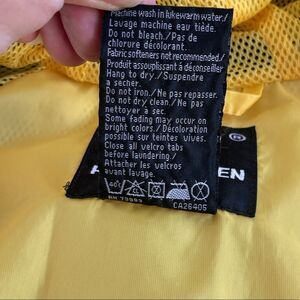 Machine wash in lukewarm water./
Lavage machine eau tiède.
Do not bleach./Pas de
chlorure décolorant.
Fabric softeners not recommended./
Produit assouplissant à déconseiller
Hang to dry./Suspendre
a secher.
Do not iron./Ne pas repasser.
Do not dry clean./Ne pas
nettoyer à sec.
Some fading may occur on
bright colors./Décoloration
possible sur teintes vives.
Close all velcro tabs
before laundering./
Attacher les velcros
avant lavage.
40°
CA26405
®
EN